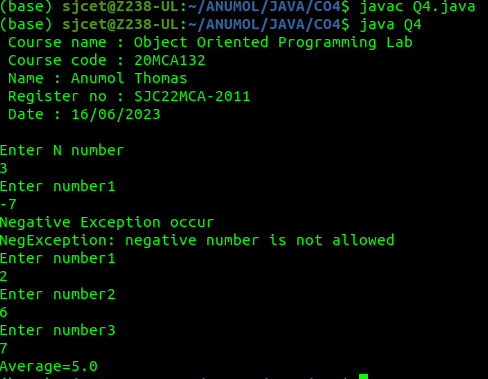 (base) sjcet@Z238-UL:~/ANUMOL/JAVA/CO4$ javac Q4.java
(base) sjcet@Z238-UL:~/ANUMOL/JAVA/CO4$ java Q4
Course name : Object Oriented Programming Lab
Course code : 20MCA132
Name : Anumol Thomas
Register no : SJC22MCA-2011
Date : 16/06/2023
Enter N number
3
Enter number1
-7
Negative Exception occur
NegException: negative number is not allowed
Enter number1
2
Enter number2
6
Enter number3
7
Average=5.0